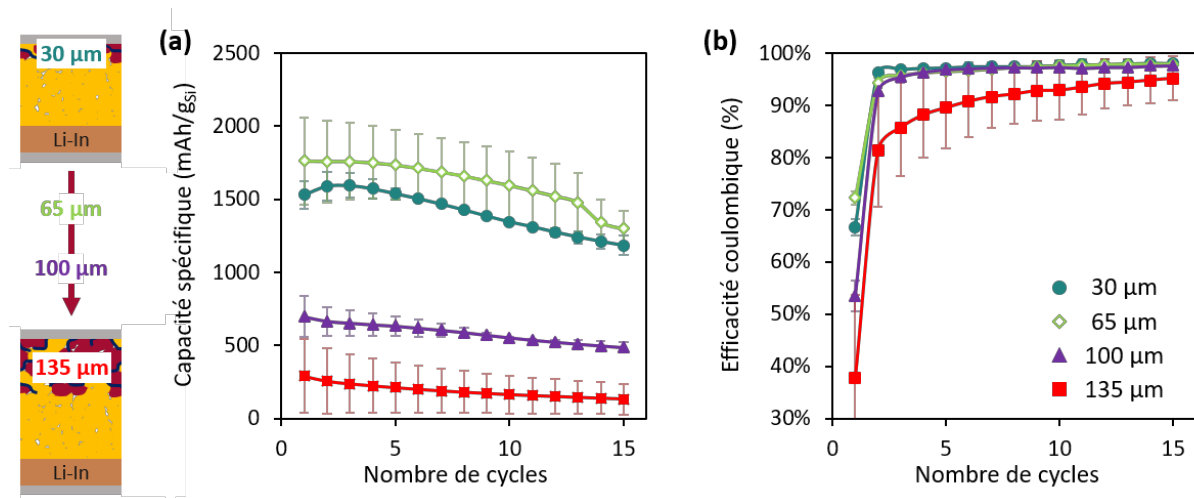 30 µm
Li-In
65 µm
100 µm
135 µm
Li-In
(a)
Capacité spécifique (mAh/gSi)
2500
2000
1500
1000
500
0
0 5 10 15
Nombre de cycles
(b)
Efficacité coulombique (%)
100%
90%
80%
70%
60%
50%
40%
30%
0 5 10 15
Nombre de cycles
30 µm
65 µm
100 µm
135 µm